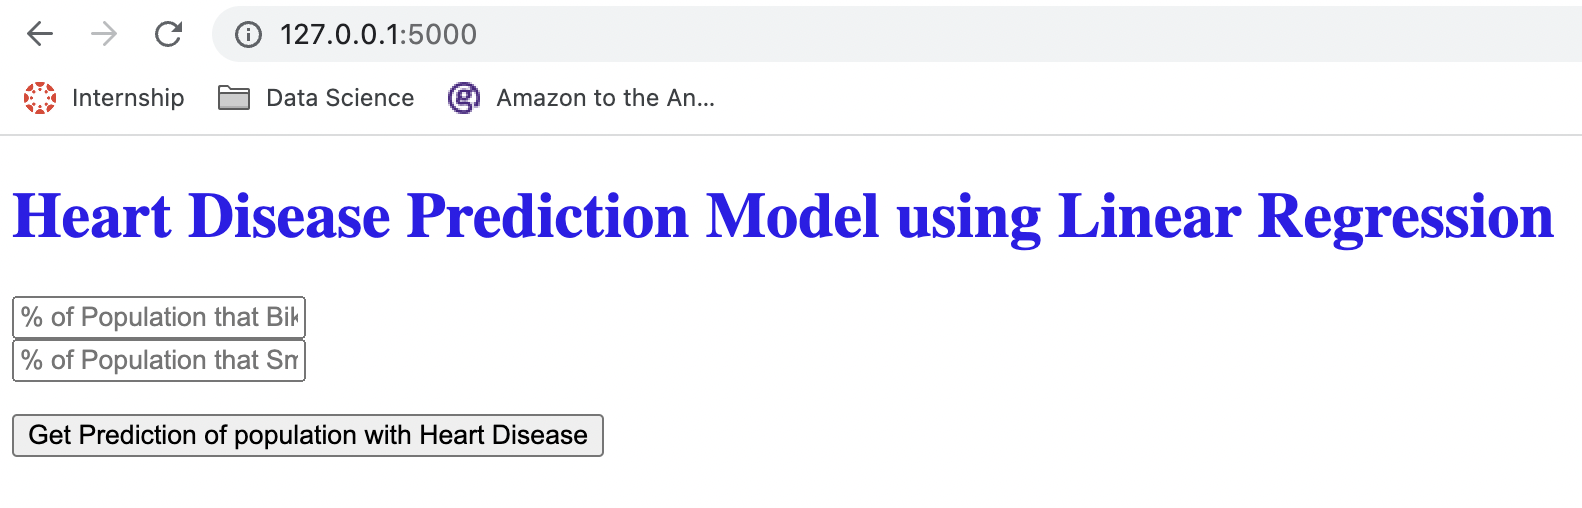 127.0.0.1:5000
Internship Data Science Amazon to the An...
Heart Disease Prediction Model using Linear Regression
% of Population that Bik
% of Population that Sm
Get Prediction of population with Heart Disease